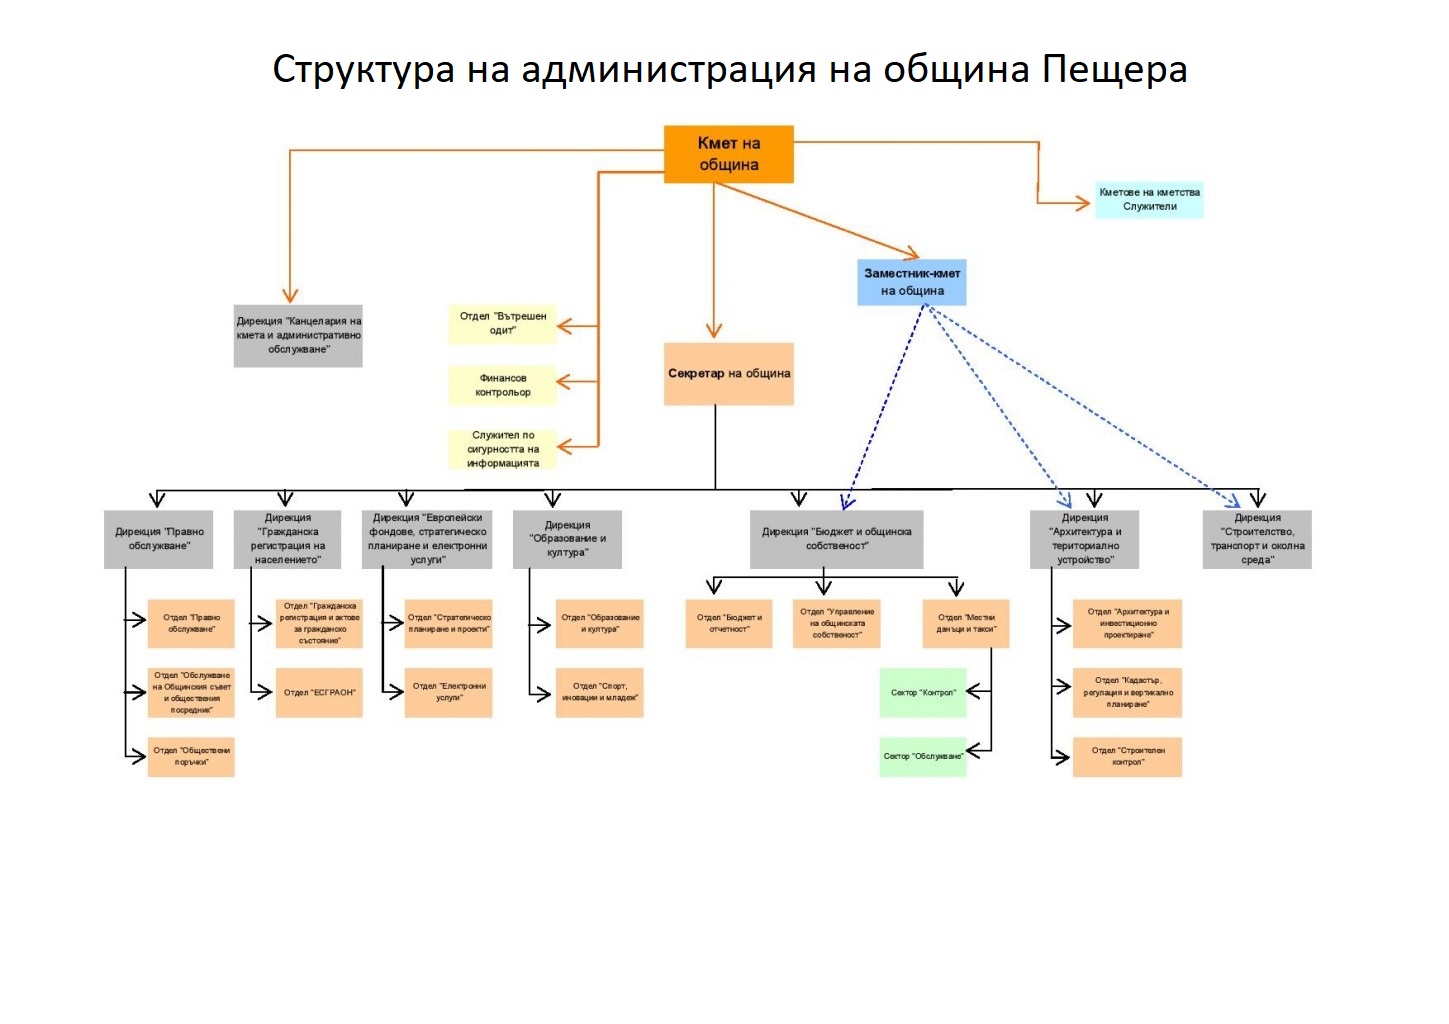 Структура на администрация на община Пещера
Кмет на
община
Кметове на кметства
Служители
Заместник-кмет
на община
Дирекция "Канцелария на
кмета и административно
обслужване"
Отдел "Вътрешен
одит"
Финансов
контрольор
Служител по
сигурността на
информацията
Секретар на община
Дирекция "Правно
обслужване"
Дирекция
"Гражданска
регистрация на
населението"
Дирекция "Европейски
фондове, стратегическо
планиране и електронни
услуги"
Дирекция
"Образование и
култура"
Дирекция "Бюджет и общинска
собственост"
Дирекция
"Архитектура и
териториално
устройство"
Дирекция
"Строителство,
транспорт и околна
среда"
Отдел "Правно
обслужване"
Отдел "Обслужване
на Общинския съвет
и обществения
посредник"
Отдел "Обществени
поръчки"
Отдел "Гражданска
регистрация и актове
за гражданско
състояние"
Отдел "ЕСГРАОН"
Отдел "Стратегическо
планиране и проекти"
Отдел "Електронни
услуги"
Отдел "Образование
и култура"
Отдел "Спорт,
иновации и младеж"
Отдел "Бюджет и
отчетност"
Отдел "Управление
на общинската
собственост"
Отдел "Местни
данъци и такси"
Сектор "Контрол"
Сектор "Обслужване"
Отдел "Архитектура и
инвестиционно
проектиране"
Отдел "Кадастър,
регулация и вертикално
планиране"
Отдел "Строителен
контрол"